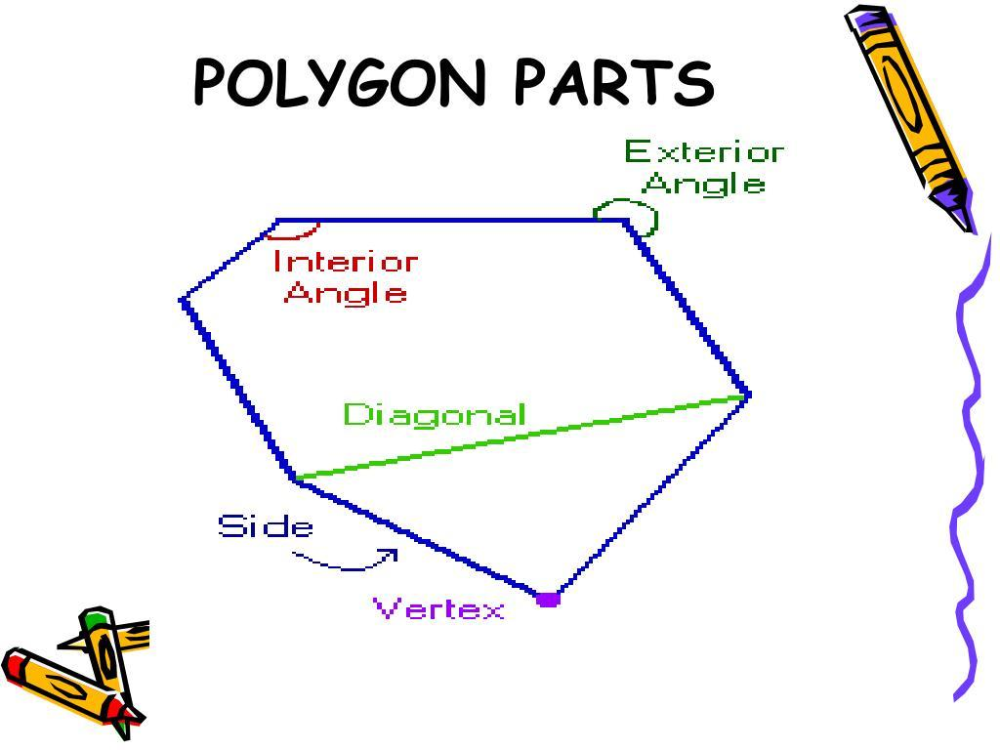 POLYGON PARTS
Exterior
Angle
Interior
Angle
Diagonal
Side
Vertex